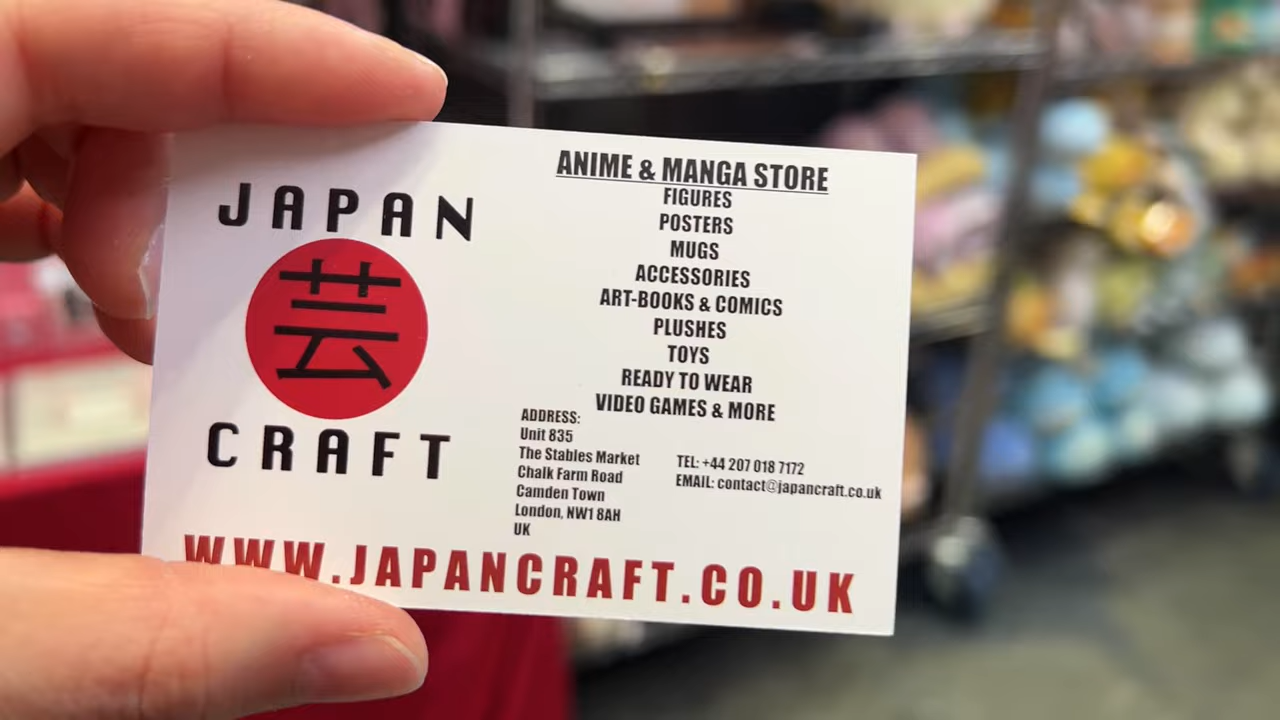 JAPAN
芸
CRAFT
ANIME & MANGA STORE
FIGURES
POSTERS
MUGS
ACCESSORIES
ART-BOOKS & COMICS
PLUSHES
TOYS
READY TO WEAR
VIDEO GAMES & MORE
ADDRESS:
Unit 835
The Stables Market
Chalk Farm Road
Camden Town
London, NW1 8AH
UK
TEL: +44 207 018 7172
EMAIL: contact@japancraft.co.uk
WWW.JAPANCRAFT.CO.UK